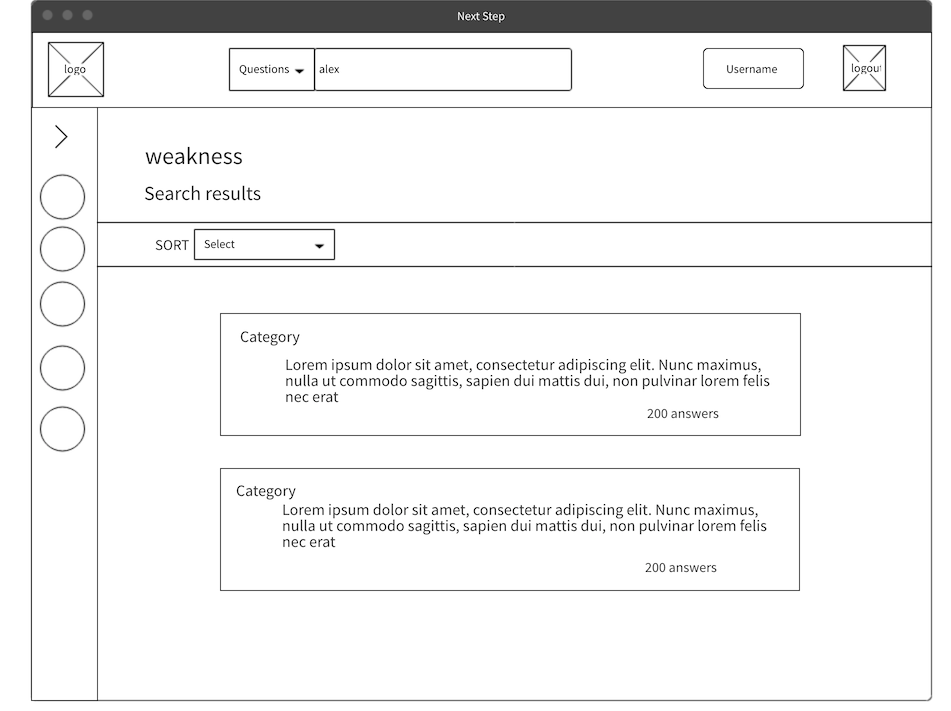 Next Step
logo
Questions
alex
Username
logout
weakness
Search results
SORT
Select
Category
Lorem ipsum dolor sit amet, consectetur adipiscing elit. Nunc maximus,
nulla ut commodo sagittis, sapien dui mattis dui, non pulvinar lorem felis
nec erat
200 answers
Category
Lorem ipsum dolor sit amet, consectetur adipiscing elit. Nunc maximus,
nulla ut commodo sagittis, sapien dui mattis dui, non pulvinar lorem felis
nec erat
200 answers